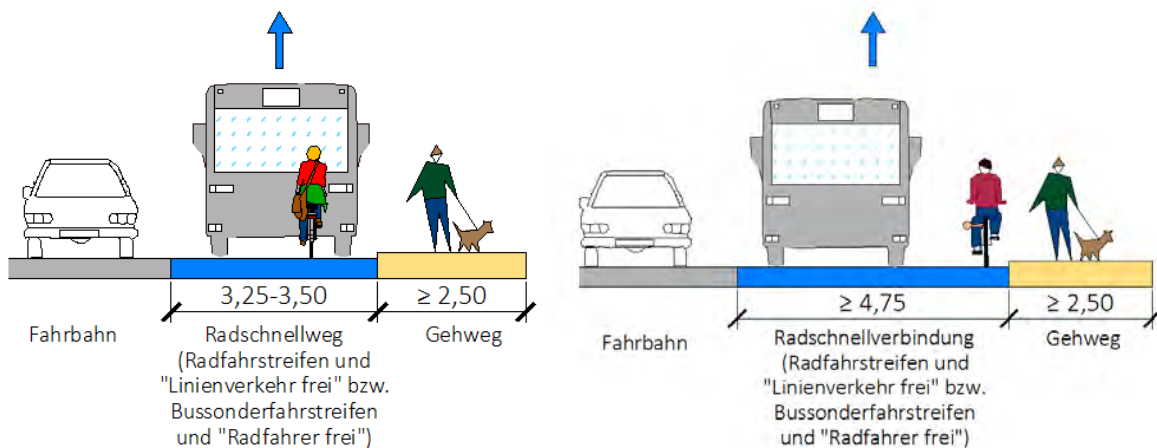 3,25-3,50
≥ 2,50
Fahrbahn
Radschnellweg
(Radfahrstreifen und
"Linienverkehr frei" bzw.
Bussonderfahrstreifen
und "Radfahrer frei")
Gehweg
≥ 4,75
≥ 2,50
Fahrbahn
Radschnellverbindung
(Radfahrstreifen und
"Linienverkehr frei" bzw.
Bussonderfahrstreifen
und "Radfahrer frei")
Gehweg